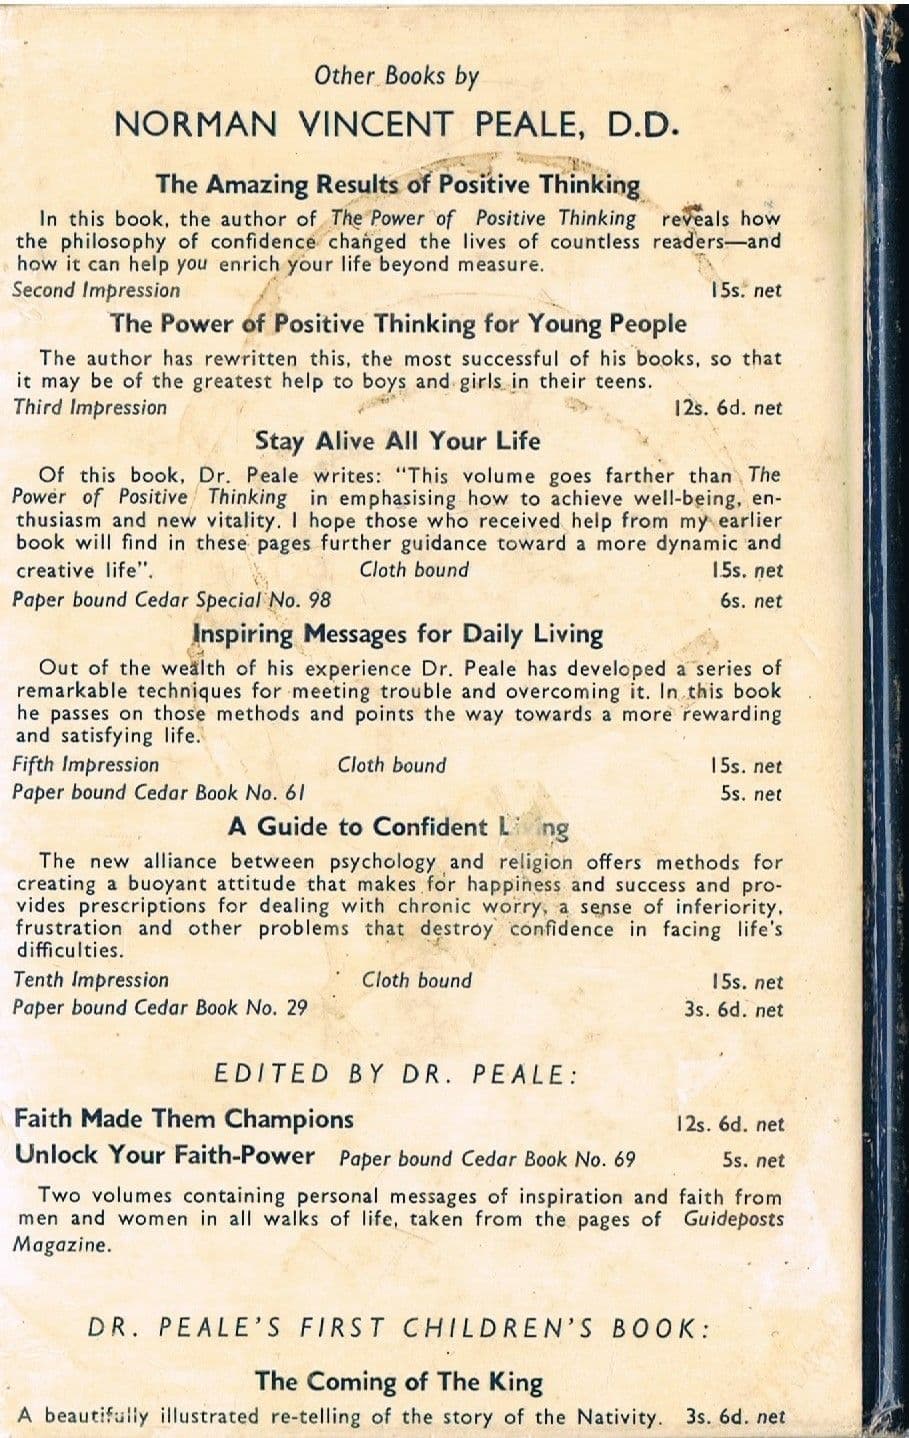 Other Books by
NORMAN VINCENT PEALE, D.D.
The Amazing Results of Positive Thinking
In this book, the author of The Power of Positive Thinking reveals how
the philosophy of confidence changed the lives of countless readers—and
how it can help you enrich your life beyond measure.
Second Impression 15s. net
The Power of Positive Thinking for Young People
The author has rewritten this, the most successful of his books, so that
it may be of the greatest help to boys and girls in their teens.
Third Impression 12s. 6d. net
Stay Alive All Your Life
Of this book, Dr. Peale writes: “This volume goes farther than The
Power of Positive Thinking in emphasising how to achieve well-being, en-
thusiasm and new vitality. I hope those who received help from my earlier
book will find in these pages further guidance toward a more dynamic and
creative life”. Cloth bound 15s. net
Paper bound Cedar Special No. 98 6s. net
Inspiring Messages for Daily Living
Out of the wealth of his experience Dr. Peale has developed a series of
remarkable techniques for meeting trouble and overcoming it. In this book
he passes on those methods and points the way towards a more rewarding
and satisfying life.
Fifth Impression Cloth bound 15s. net
Paper bound Cedar Book No. 61 5s. net
A Guide to Confident Living
The new alliance between psychology and religion offers methods for
creating a buoyant attitude that makes for happiness and success and pro-
vides prescriptions for dealing with chronic worry, a sense of inferiority,
frustration and other problems that destroy confidence in facing life's
difficulties.
Tenth Impression Cloth bound 15s. net
Paper bound Cedar Book No. 29 3s. 6d. net
EDITED BY DR. PEALE:
Faith Made Them Champions 12s. 6d. net
Unlock Your Faith-Power Paper bound Cedar Book No. 69 5s. net
Two volumes containing personal messages of inspiration and faith from
men and women in all walks of life, taken from the pages of Guideposts
Magazine.
DR. PEALE'S FIRST CHILDREN'S BOOK:
The Coming of The King
A beautifully illustrated re-telling of the story of the Nativity. 3s. 6d. net